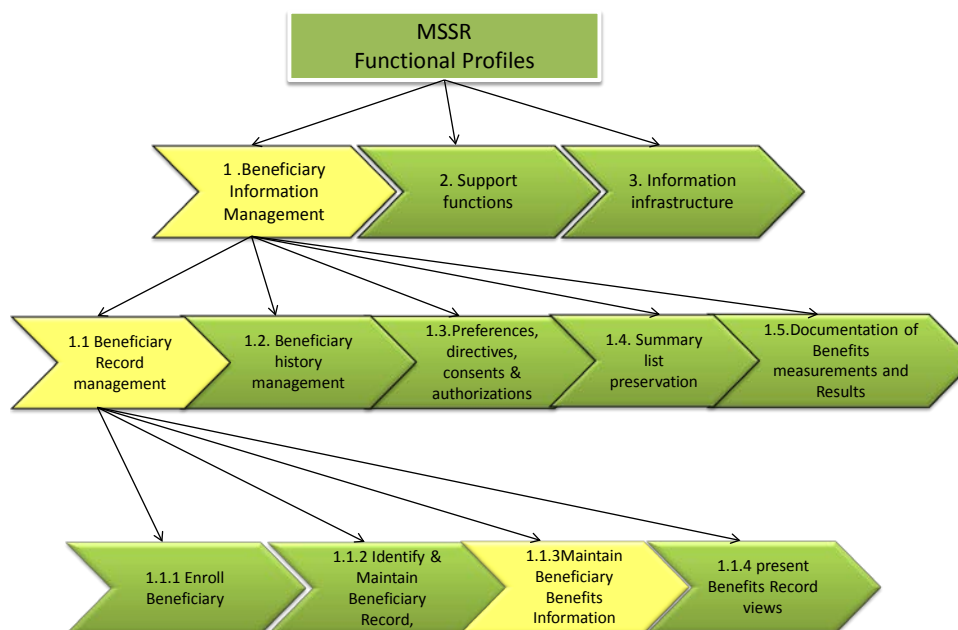 MSSR
Functional Profiles
1 .Beneficiary
Information
Management
2. Support
functions
3. Information
infrastructure
1.1 Beneficiary
Record
management
1.2. Beneficiary
history
management
1.3.Preferences,
directives,
consents &
authorizations
1.4. Summary
list
preservation
1.5.Documentation of
Benefits
measurements and
Results
1.1.1 Enroll
Beneficiary
1.1.2 Identify &
Maintain
Beneficiary
Record,
1.1.3Maintain
Beneficiary
Benefits
Information
1.1.4 present
Benefits Record
views